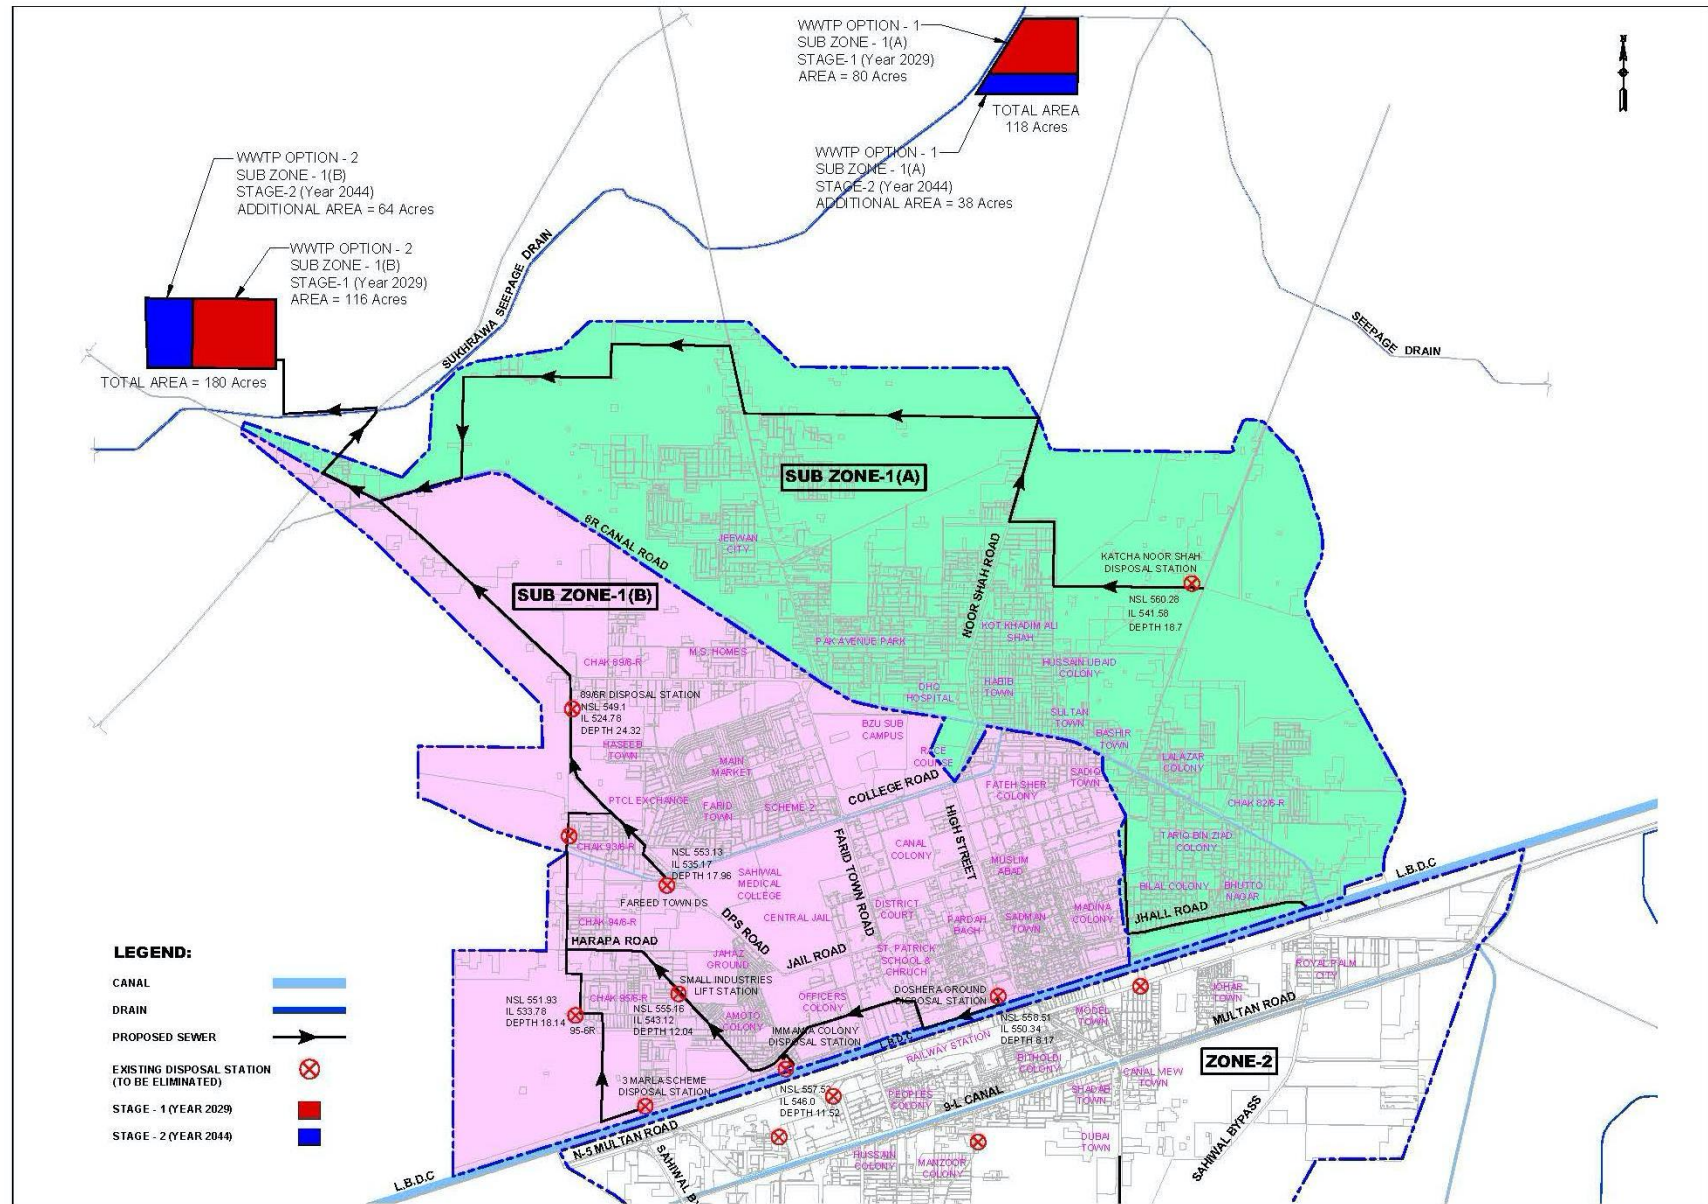 WWTP OPTION - 1
SUB ZONE - 1(A)
STAGE-1 (Year 2029)
AREA = 80 Acres
TOTAL AREA
118 Acres
WWTP OPTION - 1
SUB ZONE - 1(A)
STAGE-2 (Year 2044)
ADDITIONAL AREA = 38 Acres
WWTP OPTION - 2
SUB ZONE - 1(B)
STAGE-2 (Year 2044)
ADDITIONAL AREA = 64 Acres
WWTP OPTION - 2
SUB ZONE - 1(B)
STAGE-1 (Year 2029)
AREA = 116 Acres
TOTAL AREA = 180 Acres
SUKHRAWA SEEPAGE DRAIN
SEEPAGE DRAIN
SUB ZONE-1(A)
6R CANAL ROAD
JEEWAN
CITY
NOOR SHAH ROAD
KATCHA NOOR SHAH
DISPOSAL STATION
NSL 560.28
IL 541.58
DEPTH 18.7
SUB ZONE-1(B)
PAK AVENUE PARK
KOT KHADIM ALI
SHAH
CHAK 89/6-R
M.S. HOMES
HUSSAIN UBAID
COLONY
DHQ
HOSPITAL
HABIB
TOWN
89/6R DISPOSAL STATION
NSL 549.1
IL 524.78
DEPTH 24.32
SULTAN
TOWN
BZU SUB
CAMPUS
BASHIR
TOWN
HASEEB
TOWN
RACE
COURSE
LALAZAR
COLONY
MAIN
MARKET
SADIQ
TOWN
COLLEGE ROAD
FATEH SHER
COLONY
PTCL EXCHANGE
FARID
TOWN
SCHEME 2
CHAK 82/6-R
HIGH STREET
FARID TOWN ROAD
TARIQ BIN ZIAD
COLONY
CHAK 93/6-R
NSL 553.13
IL 535.17
DEPTH 17.96
CANAL
COLONY
MUSLIM
ABAD
L.B.D.C
SAHIWAL
MEDICAL
COLLEGE
BILAL COLONY
BHUTTO
NAGAR
FAREED TOWN DS
DISTRICT
COURT
MADINA
COLONY
JHALL ROAD
CHAK 94/6-R
DPS ROAD
CENTRAL JAIL
PARDAH
BAGH
SADMAN
TOWN
HARAPA ROAD
JAHAZ
GROUND
JAIL ROAD
ST. PATRICK
SCHOOL &
CHRUCH
LEGEND:
CANAL
DRAIN
PROPOSED SEWER
EXISTING DISPOSAL STATION
(TO BE ELIMINATED)
STAGE - 1 (YEAR 2029)
STAGE - 2 (YEAR 2044)
SMALL INDUSTRIES
LIFT STATION
ROYAL PALM
CITY
NSL 551.93
IL 533.78
DEPTH 18.14
CHAK 95/6-R
95-6R
NSL 555.16
IL 543.12
DEPTH 12.04
OFFICERS
COLONY
DOSHERA GROUND
DISPOSAL STATION
JOHAR
TOWN
AMOTO
COLONY
IMMAMIA COLONY
DISPOSAL STATION
NSL 558.51
IL 550.34
DEPTH 8.17
MODEL
TOWN
MULTAN ROAD
L.B.D.C
RAILWAY STATION
BITHOLDI
COLONY
ZONE-2
CANAL VIEW
TOWN
3 MARLA SCHEME
DISPOSAL STATION
NSL 557.52
IL 546.0
DEPTH 11.52
PEOPLES
COLONY
9-L CANAL
SHADAB
TOWN
N-5 MULTAN ROAD
DUBAI
TOWN
SAHIWAL BYPASS
HUSSAIN
COLONY
MANZOOR
COLONY
L.B.D.C
SAHIWAL